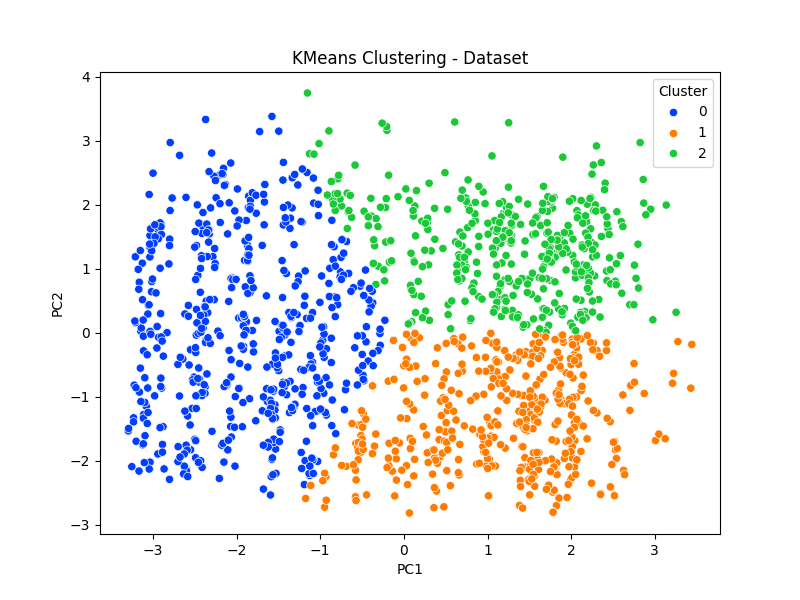 KMeans Clustering - Dataset
Cluster
0
1
2
4
3
2
1
0
−1
−2
−3
PC2
−3 −2 −1 0 1 2 3
PC1